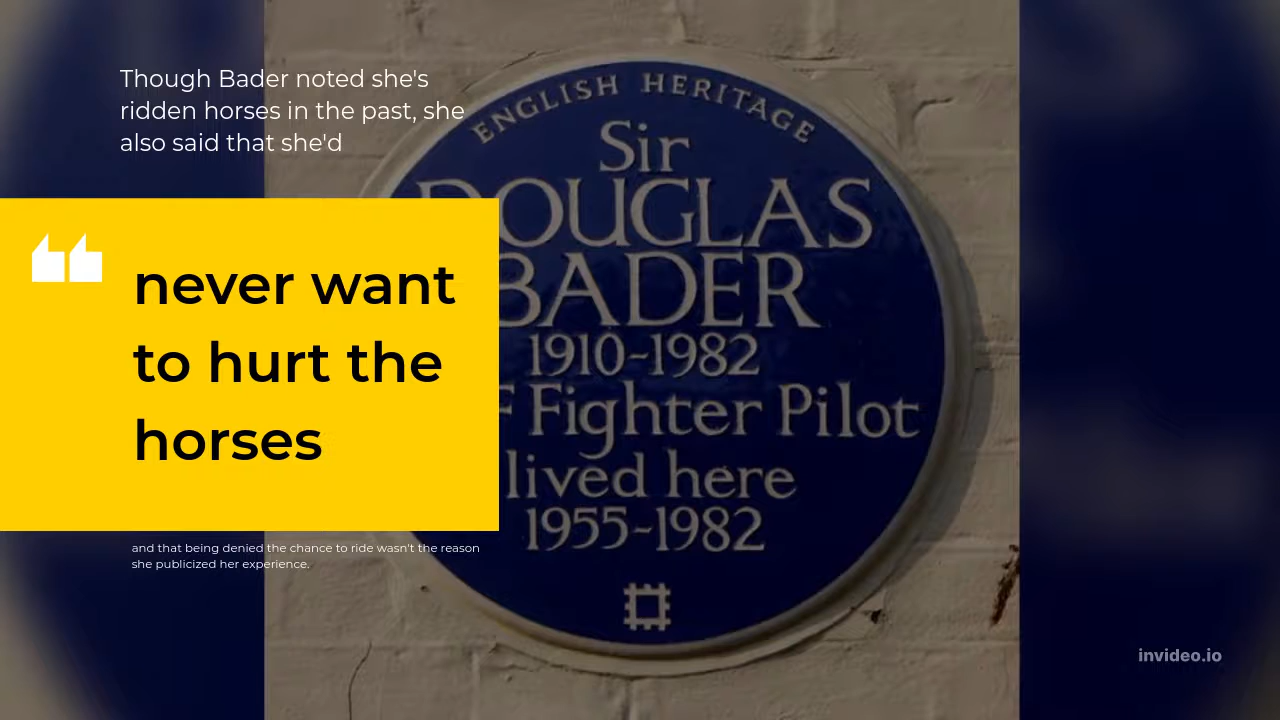 Though Bader noted she's
ridden horses in the past, she
also said that she'd
never want
to hurt the
horses
and that being denied the chance to ride wasn't the reason
she publicized her experience.
ENGLISH HERITAGE
Sir
DOUGLAS
BADER
1910-1982
Fighter Pilot
lived here
1955-1982
invideo.io